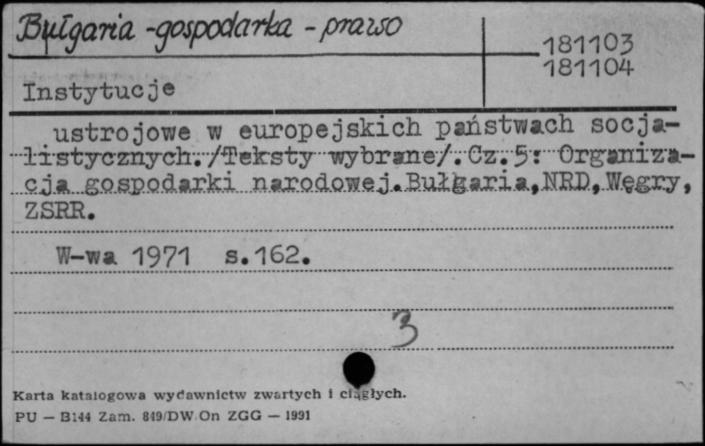 Bułgaria - gospodarka - prawo
181103
181104
Instytucje
ustrojowe w europejskich państwach socja-
listycznych./Teksty wybrane/.Cz.5: Organiza-
cja gospodarki narodowej.Bułgaria,NRD,Węgry,
ZSRR.
W-wa 1971 s.162.
3
Karta katalogowa wydawnictw zwartych i ciągłych.
PU — B144 Zam. 849/DW On ZGG — 1991